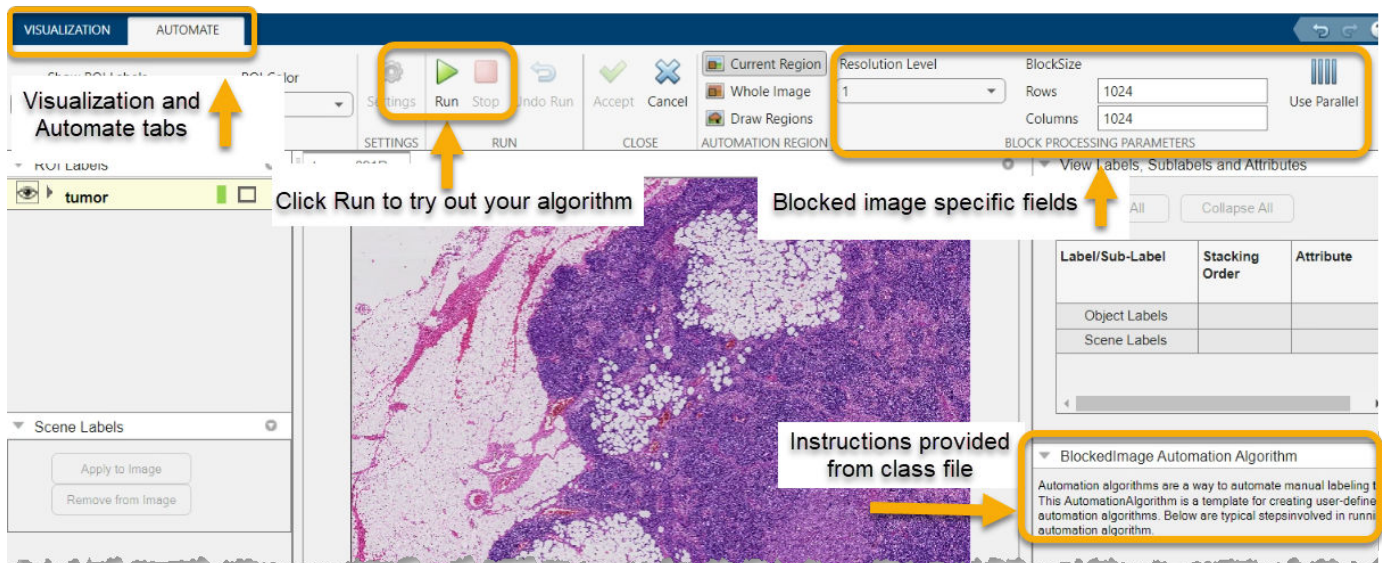 VISUALIZATION AUTOMATE
Show ROI Labels ROI Color
Visualization and
Automate tabs
Settings Run Stop Undo Run Accept Cancel
Current Region
Whole Image
Draw Regions
Resolution Level
1
BlockSize
Rows 1024
Columns 1024
Use Parallel
SETTINGS RUN CLOSE AUTOMATION REGION BLOCK PROCESSING PARAMETERS
ROI Labels
tumor
Click Run to try out your algorithm
Blocked image specific fields
View Labels, Sublabels and Attributes
All Collapse All
Label/Sub-Label Stacking Order Attribute
Object Labels
Scene Labels
Scene Labels
Apply to Image
Remove from Image
Instructions provided
from class file
BlockedImage Automation Algorithm
Automation algorithms are a way to automate manual labeling t
This AutomationAlgorithm is a template for creating user-define
automation algorithms. Below are typical stepsinvolved in runni
automation algorithm.